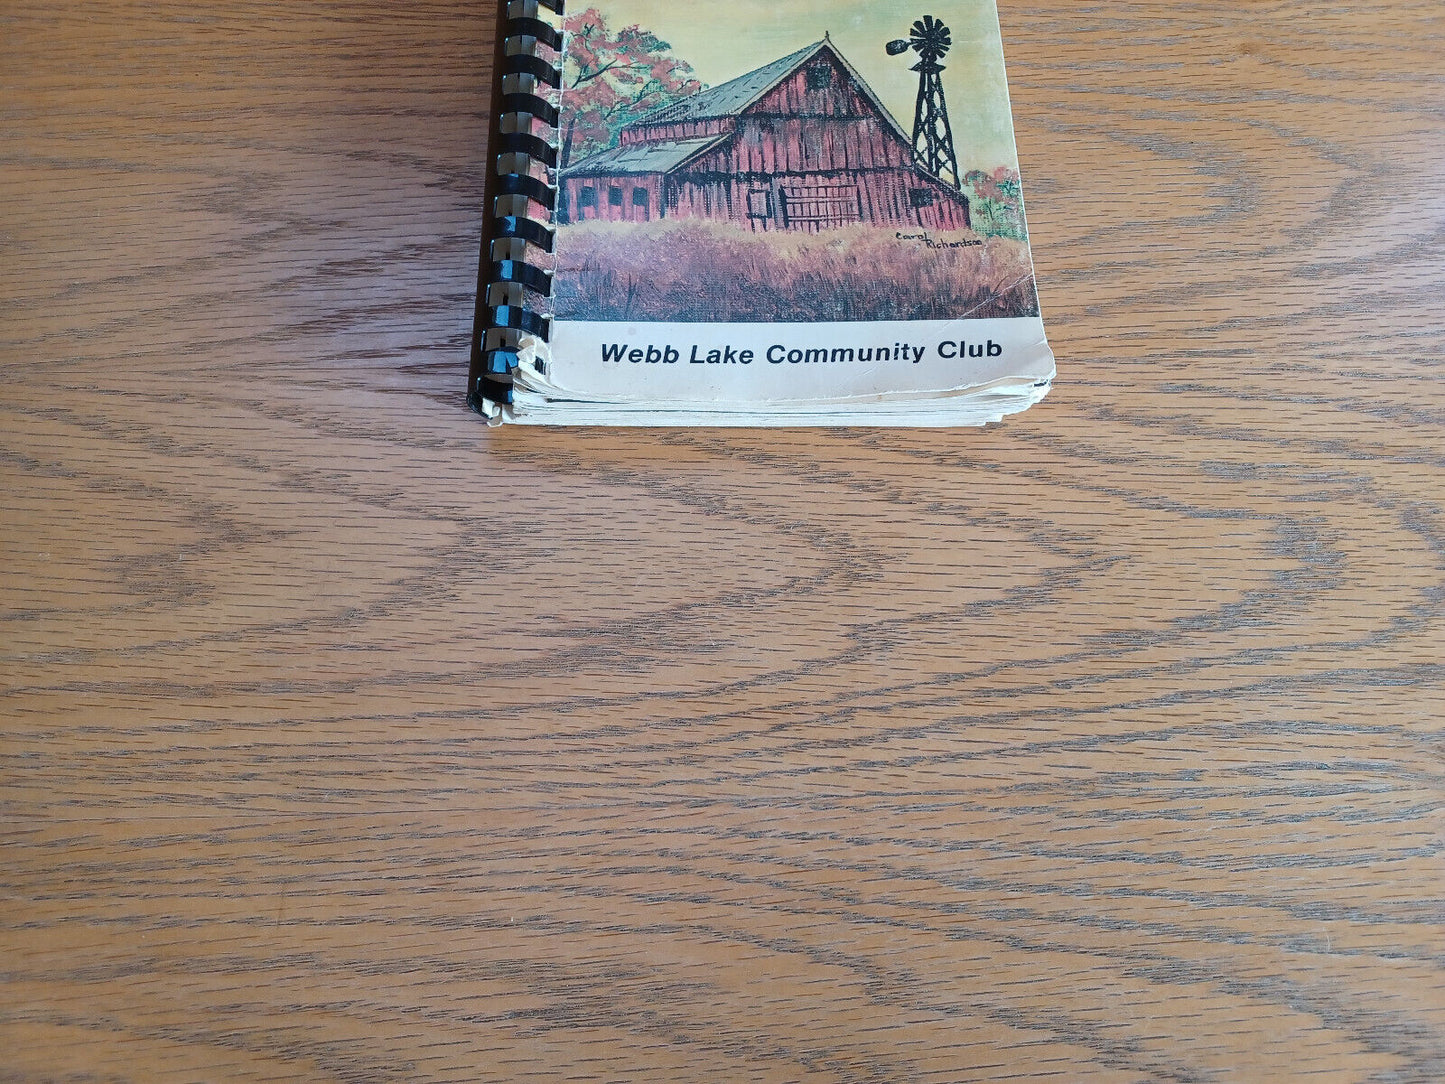 Carol
Richardson
Webb Lake Community Club